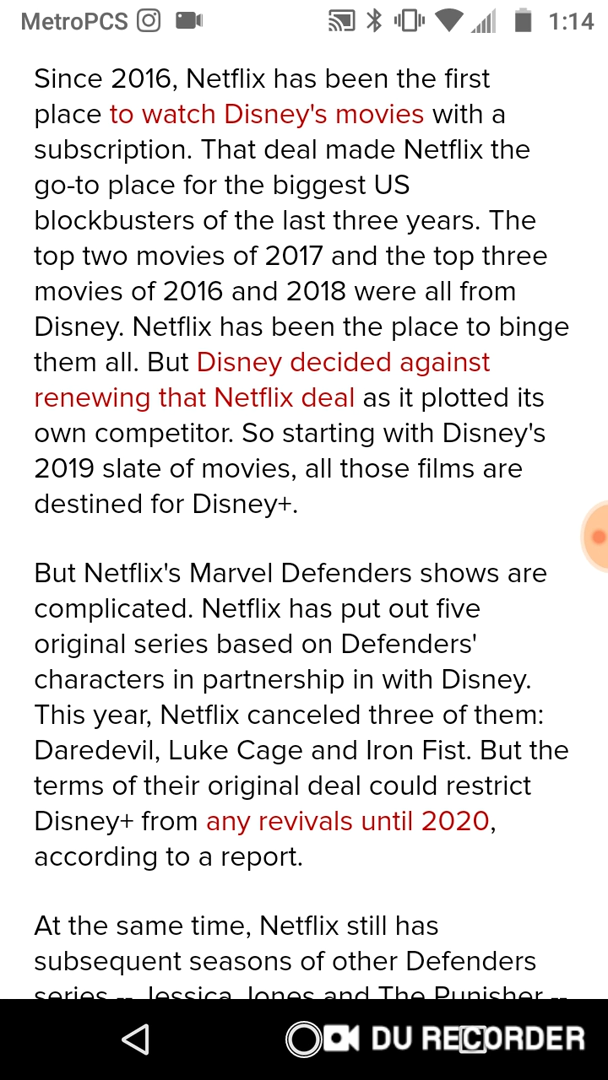 MetroPCS 1:14
Since 2016, Netflix has been the first
place to watch Disney's movies with a
subscription. That deal made Netflix the
go-to place for the biggest US
blockbusters of the last three years. The
top two movies of 2017 and the top three
movies of 2016 and 2018 were all from
Disney. Netflix has been the place to binge
them all. But Disney decided against
renewing that Netflix deal as it plotted its
own competitor. So starting with Disney's
2019 slate of movies, all those films are
destined for Disney+.
But Netflix's Marvel Defenders shows are
complicated. Netflix has put out five
original series based on Defenders'
characters in partnership in with Disney.
This year, Netflix canceled three of them:
Daredevil, Luke Cage and Iron Fist. But the
terms of their original deal could restrict
Disney+ from any revivals until 2020,
according to a report.
At the same time, Netflix still has
subsequent seasons of other Defenders
series -- Jessica Jones and The Punisher --
DU RECORDER